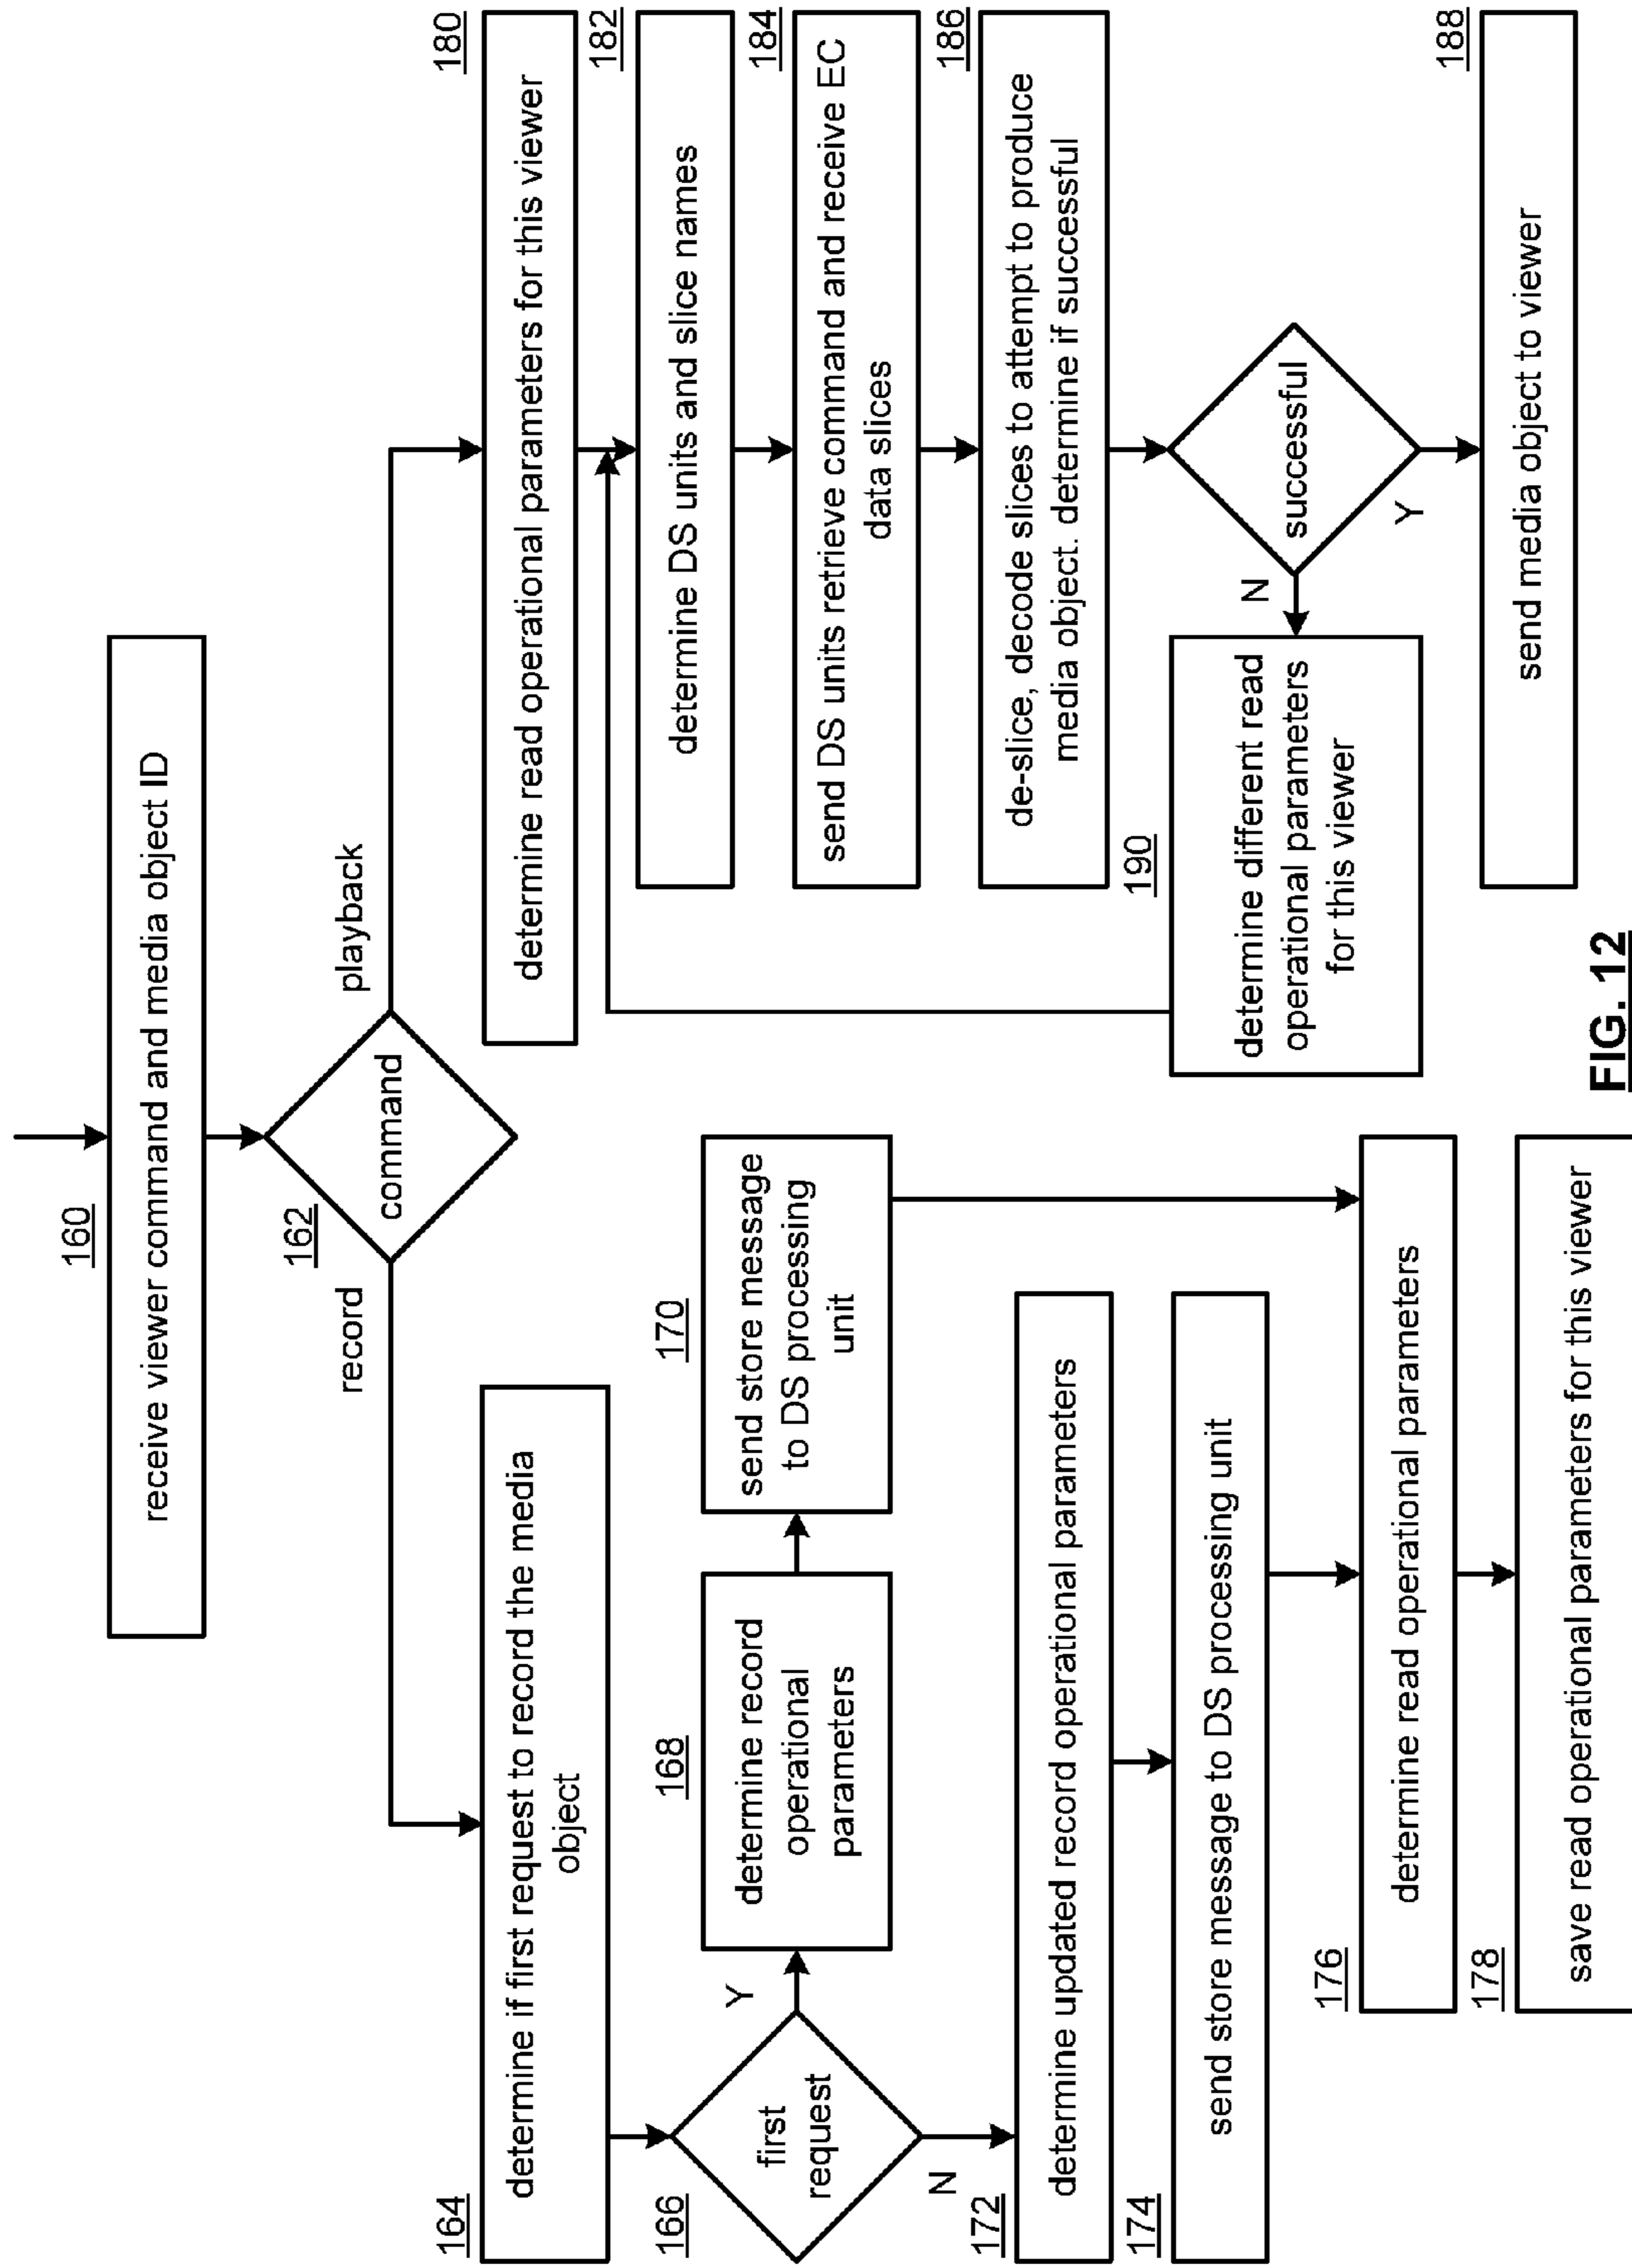 160
receive viewer command and media object ID
162
command
record
playback
164
determine if first request to record the media
object
166
first
request
Y
N
168
determine record
operational
parameters
170
send store message
to DS processing
unit
172
determine updated record operational parameters
174
send store message to DS processing unit
176
determine read operational parameters
178
save read operational parameters for this viewer
180
determine read operational parameters for this viewer
182
determine DS units and slice names
184
send DS units retrieve command and receive EC
data slices
186
de-slice, decode slices to attempt to produce
media object. determine if successful
successful
N
Y
190
determine different read
operational parameters
for this viewer
188
send media object to viewer
FIG. 12